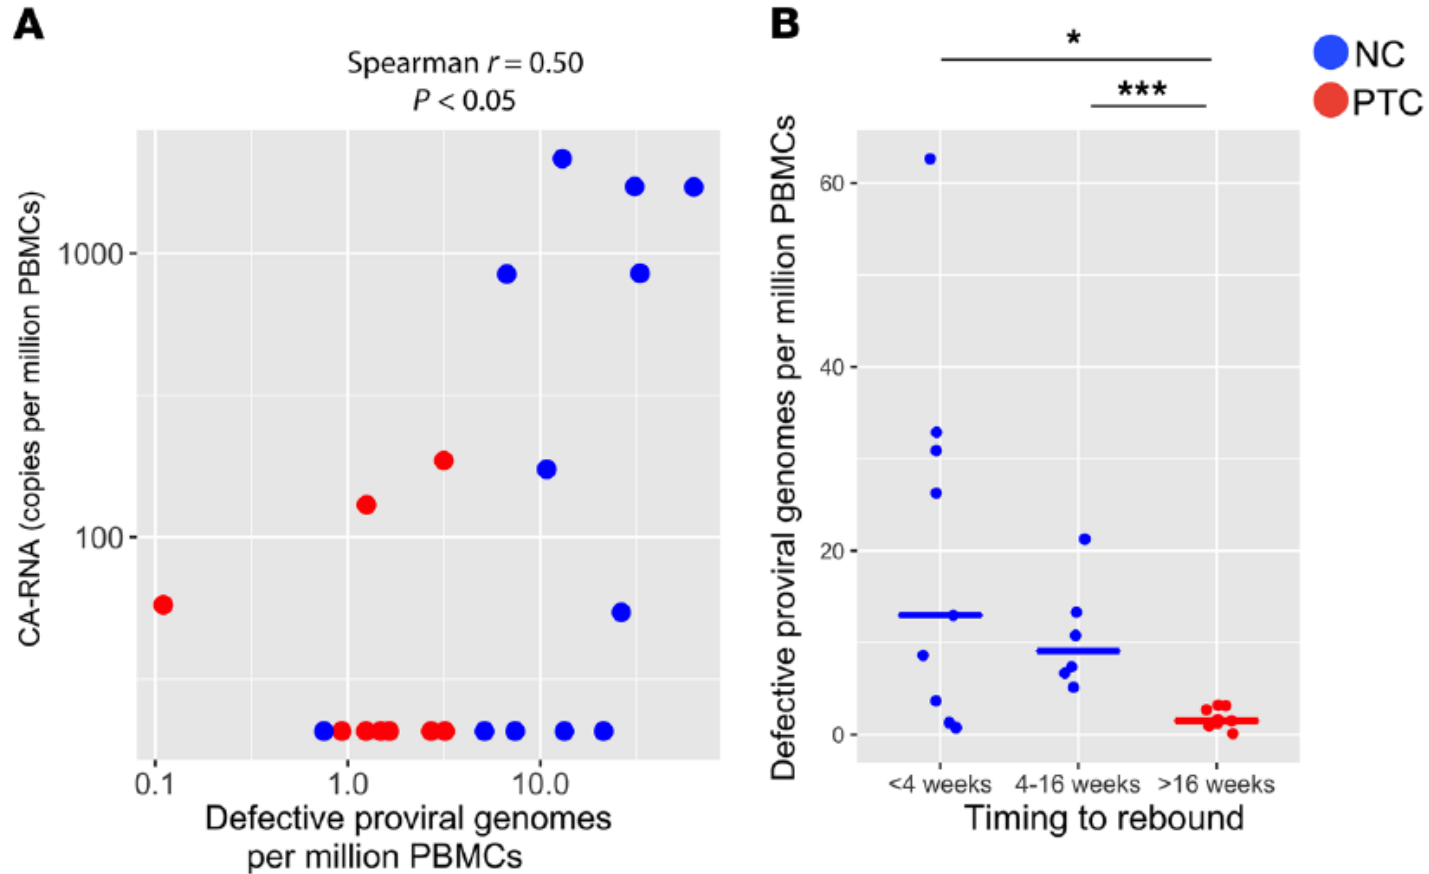 A
Spearman r = 0.50
P < 0.05
CA-RNA (copies per million PBMCs)
1000
100
0.1
1.0
10.0
Defective proviral genomes
per million PBMCs
B
*
***
NC
PTC
Defective proviral genomes per million PBMCs
60
40
20
0
<4 weeks
4-16 weeks
>16 weeks
Timing to rebound